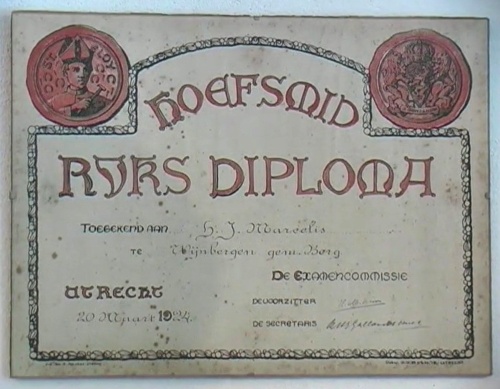 HOEFSMID
RYKS DIPLOMA
TOEGEKEND AAN H. J. Marcelis
TE Wijnbergen gem: Berg
DE EXAMENCOMMISSIE
UTRECHT
DE VOORZITTER
20 Maart 1924.
DE SECRETARIS